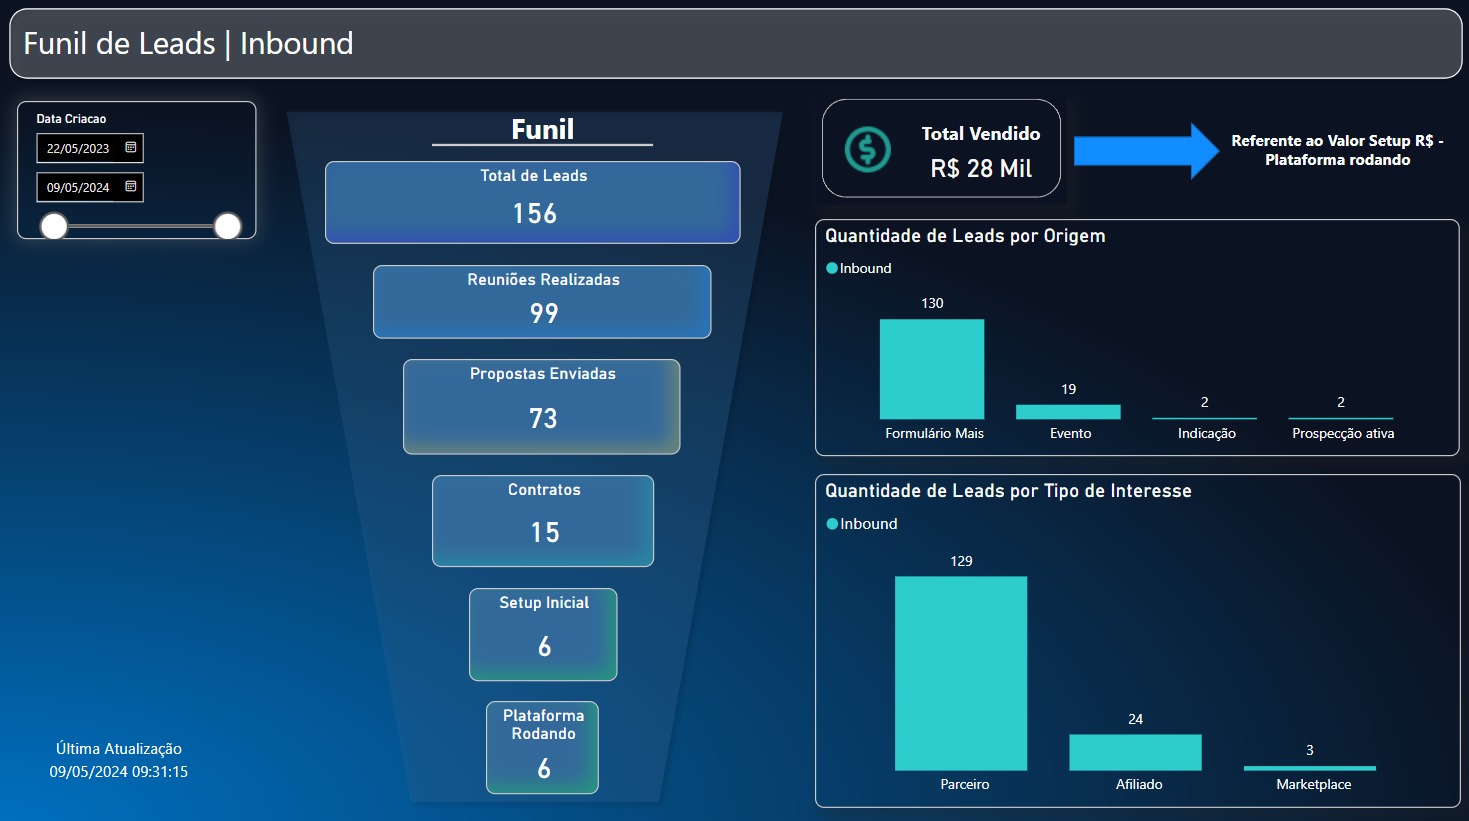 Funil de Leads | Inbound
Data Criacao
22/05/2023
09/05/2024
Última Atualização
09/05/2024 09:31:15
Funil
Total de Leads
156
Reuniões Realizadas
99
Propostas Enviadas
73
Contratos
15
Setup Inicial
6
Plataforma
Rodando
6
Total Vendido
R$ 28 Mil
Referente ao Valor Setup R$ -
Plataforma rodando
Quantidade de Leads por Origem
Inbound
130
19
2
2
Formulário Mais
Evento
Indicação
Prospecção ativa
Quantidade de Leads por Tipo de Interesse
Inbound
129
24
3
Parceiro
Afiliado
Marketplace